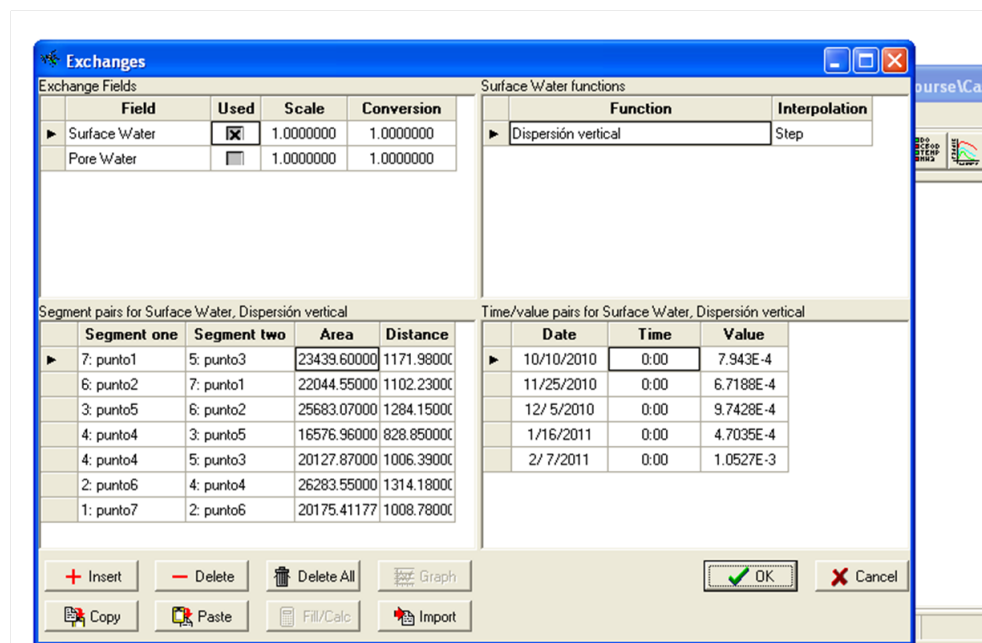 Exchanges
Exchange Fields
Field Used Scale Conversion
Surface Water 1.0000000 1.0000000
Pore Water 1.0000000 1.0000000
Surface Water functions
Function Interpolation
Dispersión vertical Step
Segment pairs for Surface Water, Dispersión vertical
Segment one Segment two Area Distance
7: punto1 5: punto3 23439.60000 1171.9800
6: punto2 7: punto1 22044.55000 1102.2300
3: punto5 6: punto2 25683.07000 1284.1500
4: punto4 3: punto5 16576.96000 828.85000
4: punto4 5: punto3 20127.87000 1006.3900
2: punto6 4: punto4 26283.55000 1314.1800
1: punto7 2: punto6 20175.41177 1008.7800
Time/value pairs for Surface Water, Dispersión vertical
Date Time Value
10/10/2010 0:00 7.943E-4
11/25/2010 0:00 6.7188E-4
12/ 5/2010 0:00 9.7428E-4
1/16/2011 0:00 4.7035E-4
2/ 7/2011 0:00 1.0527E-3
Insert Delete Delete All Graph OK Cancel
Copy Paste Fill/Calc Import
ourse\Ca